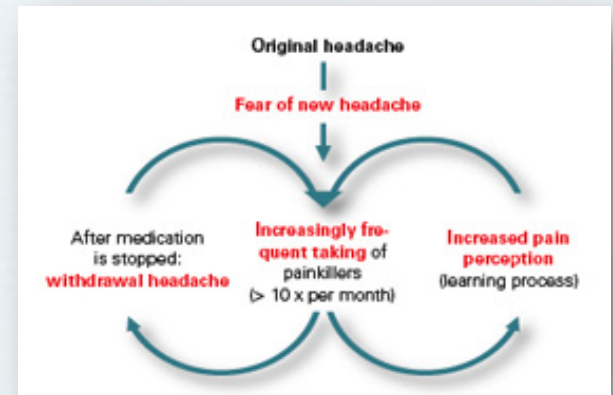 Original headache
Fear of new headache
After medication
is stopped:
withdrawal headache
Increasingly fre-
quent taking of
painkillers
(> 10 x per month)
Increased pain
perception
(learning process)